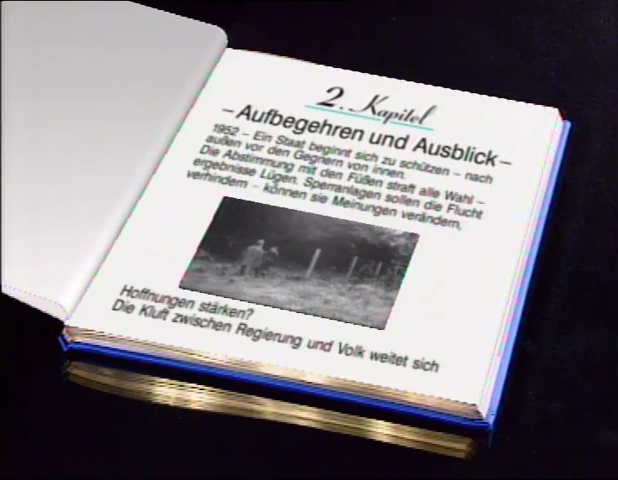 2. Kapitel
– Aufbegehren und Ausblick –
1952 – Ein Staat beginnt sich zu schützen – nach
außen vor den Gegnern von innen.
Die Abstimmung mit den Füßen straft alle Wahl –
ergebnisse Lügen. Sperranlagen sollen die Flucht
verhindern – können sie Meinungen verändern,
Hoffnungen stärken?
Die Kluft zwischen Regierung und Volk weitet sich